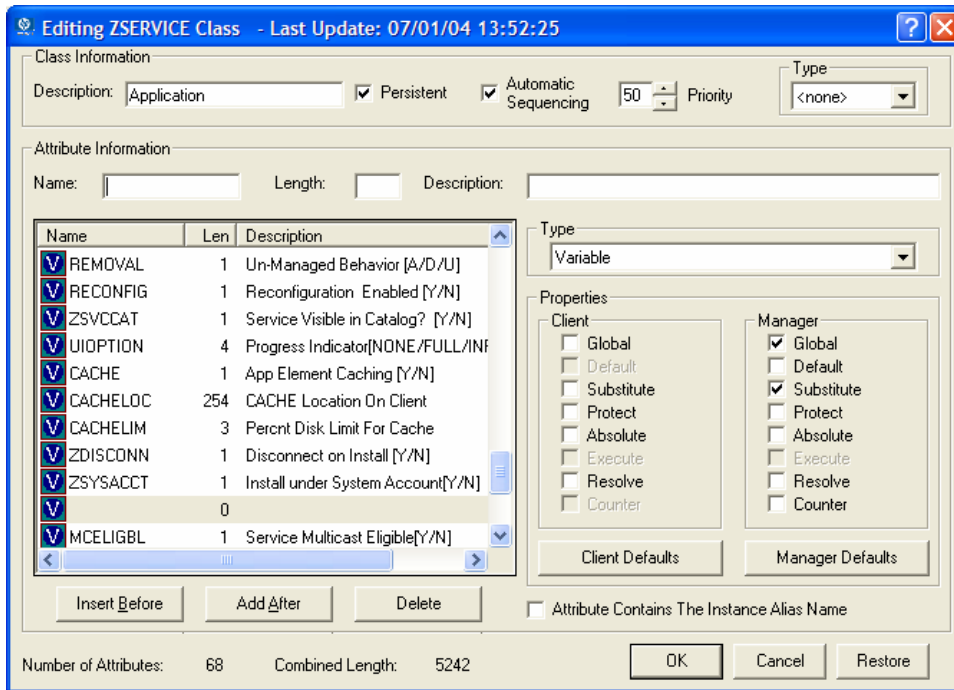 Editing ZSERVICE Class - Last Update: 07/01/04 13:52:25
Class Information
Description: Application
Persistent
Automatic Sequencing
50 Priority
Type
<none>
Attribute Information
Name: Length: Description:
Name Len Description
REMOVAL 1 Un-Managed Behavior [A/D/U]
RECONFIG 1 Reconfiguration Enabled [Y/N]
ZSVCCAT 1 Service Visible in Catalog? [Y/N]
UIOPTION 4 Progress Indicator[NONE/FULL/INF
CACHE 1 App Element Caching [Y/N]
CACHELOC 254 CACHE Location On Client
CACHELIM 3 Percnt Disk Limit For Cache
ZDISCONN 1 Disconnect on Install [Y/N]
ZSYSACCT 1 Install under System Account[Y/N]
0
MCELIGBL 1 Service Multicast Eligible[Y/N]
Insert Before Add After Delete
Type
Variable
Properties
Client
Global
Default
Substitute
Protect
Absolute
Execute
Resolve
Counter
Client Defaults
Manager
Global
Default
Substitute
Protect
Absolute
Execute
Resolve
Counter
Manager Defaults
Attribute Contains The Instance Alias Name
Number of Attributes: 68 Combined Length: 5242
OK Cancel Restore